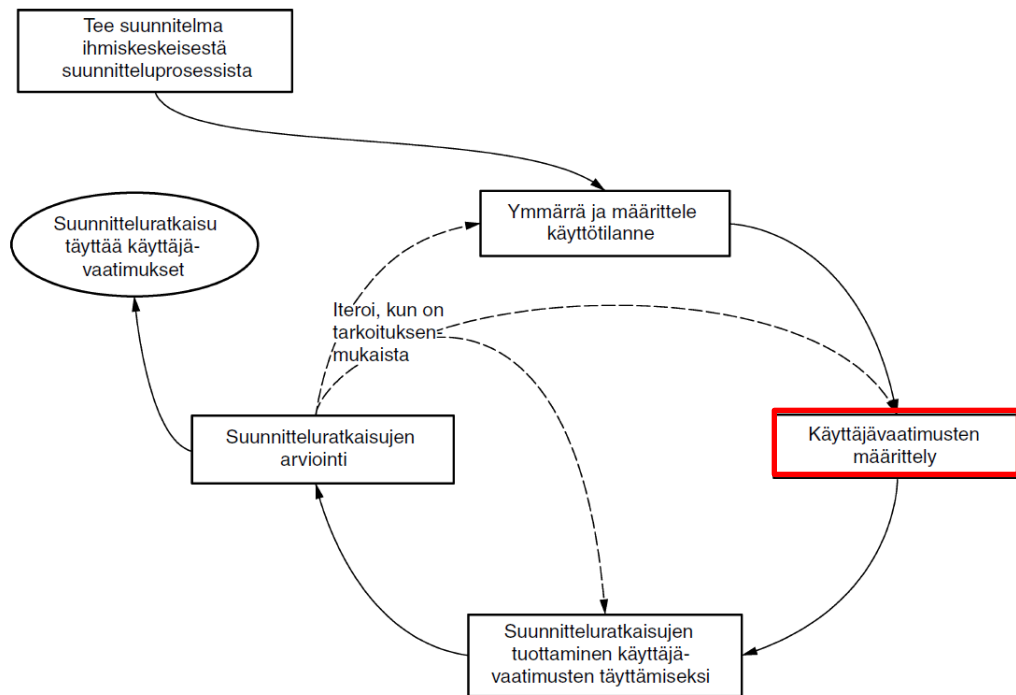 Tee suunnitelma
ihmiskeskeisestä
suunnitteluprosessista
Ymmärrä ja määrittele
käyttötilanne
Suunnitteluratkaisu
täyttää käyttäjä-
vaatimukset
Iteroi, kun on
tarkoituksen-
mukaista
Käyttäjävaatimusten
määrittely
Suunnitteluratkaisujen
arviointi
Suunnitteluratkaisujen
tuottaminen käyttäjä-
vaatimusten täyttämiseksi